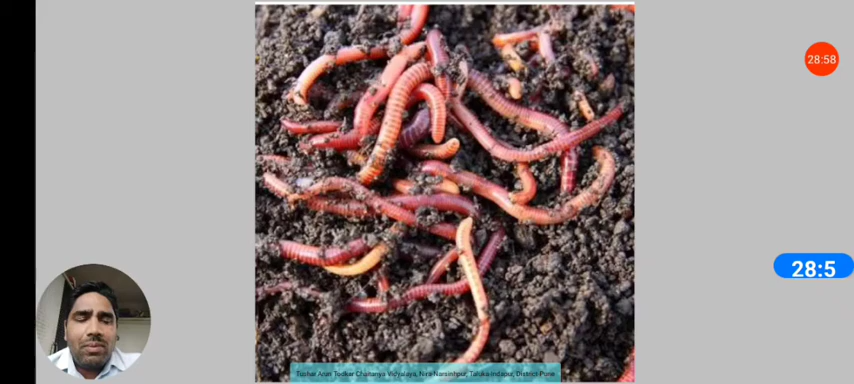 28:58
28:5
Tushar Arun Todkar Chaitanya Vidyalaya, Nira Narsinhpur, Taluka-Indapur, District-Pune